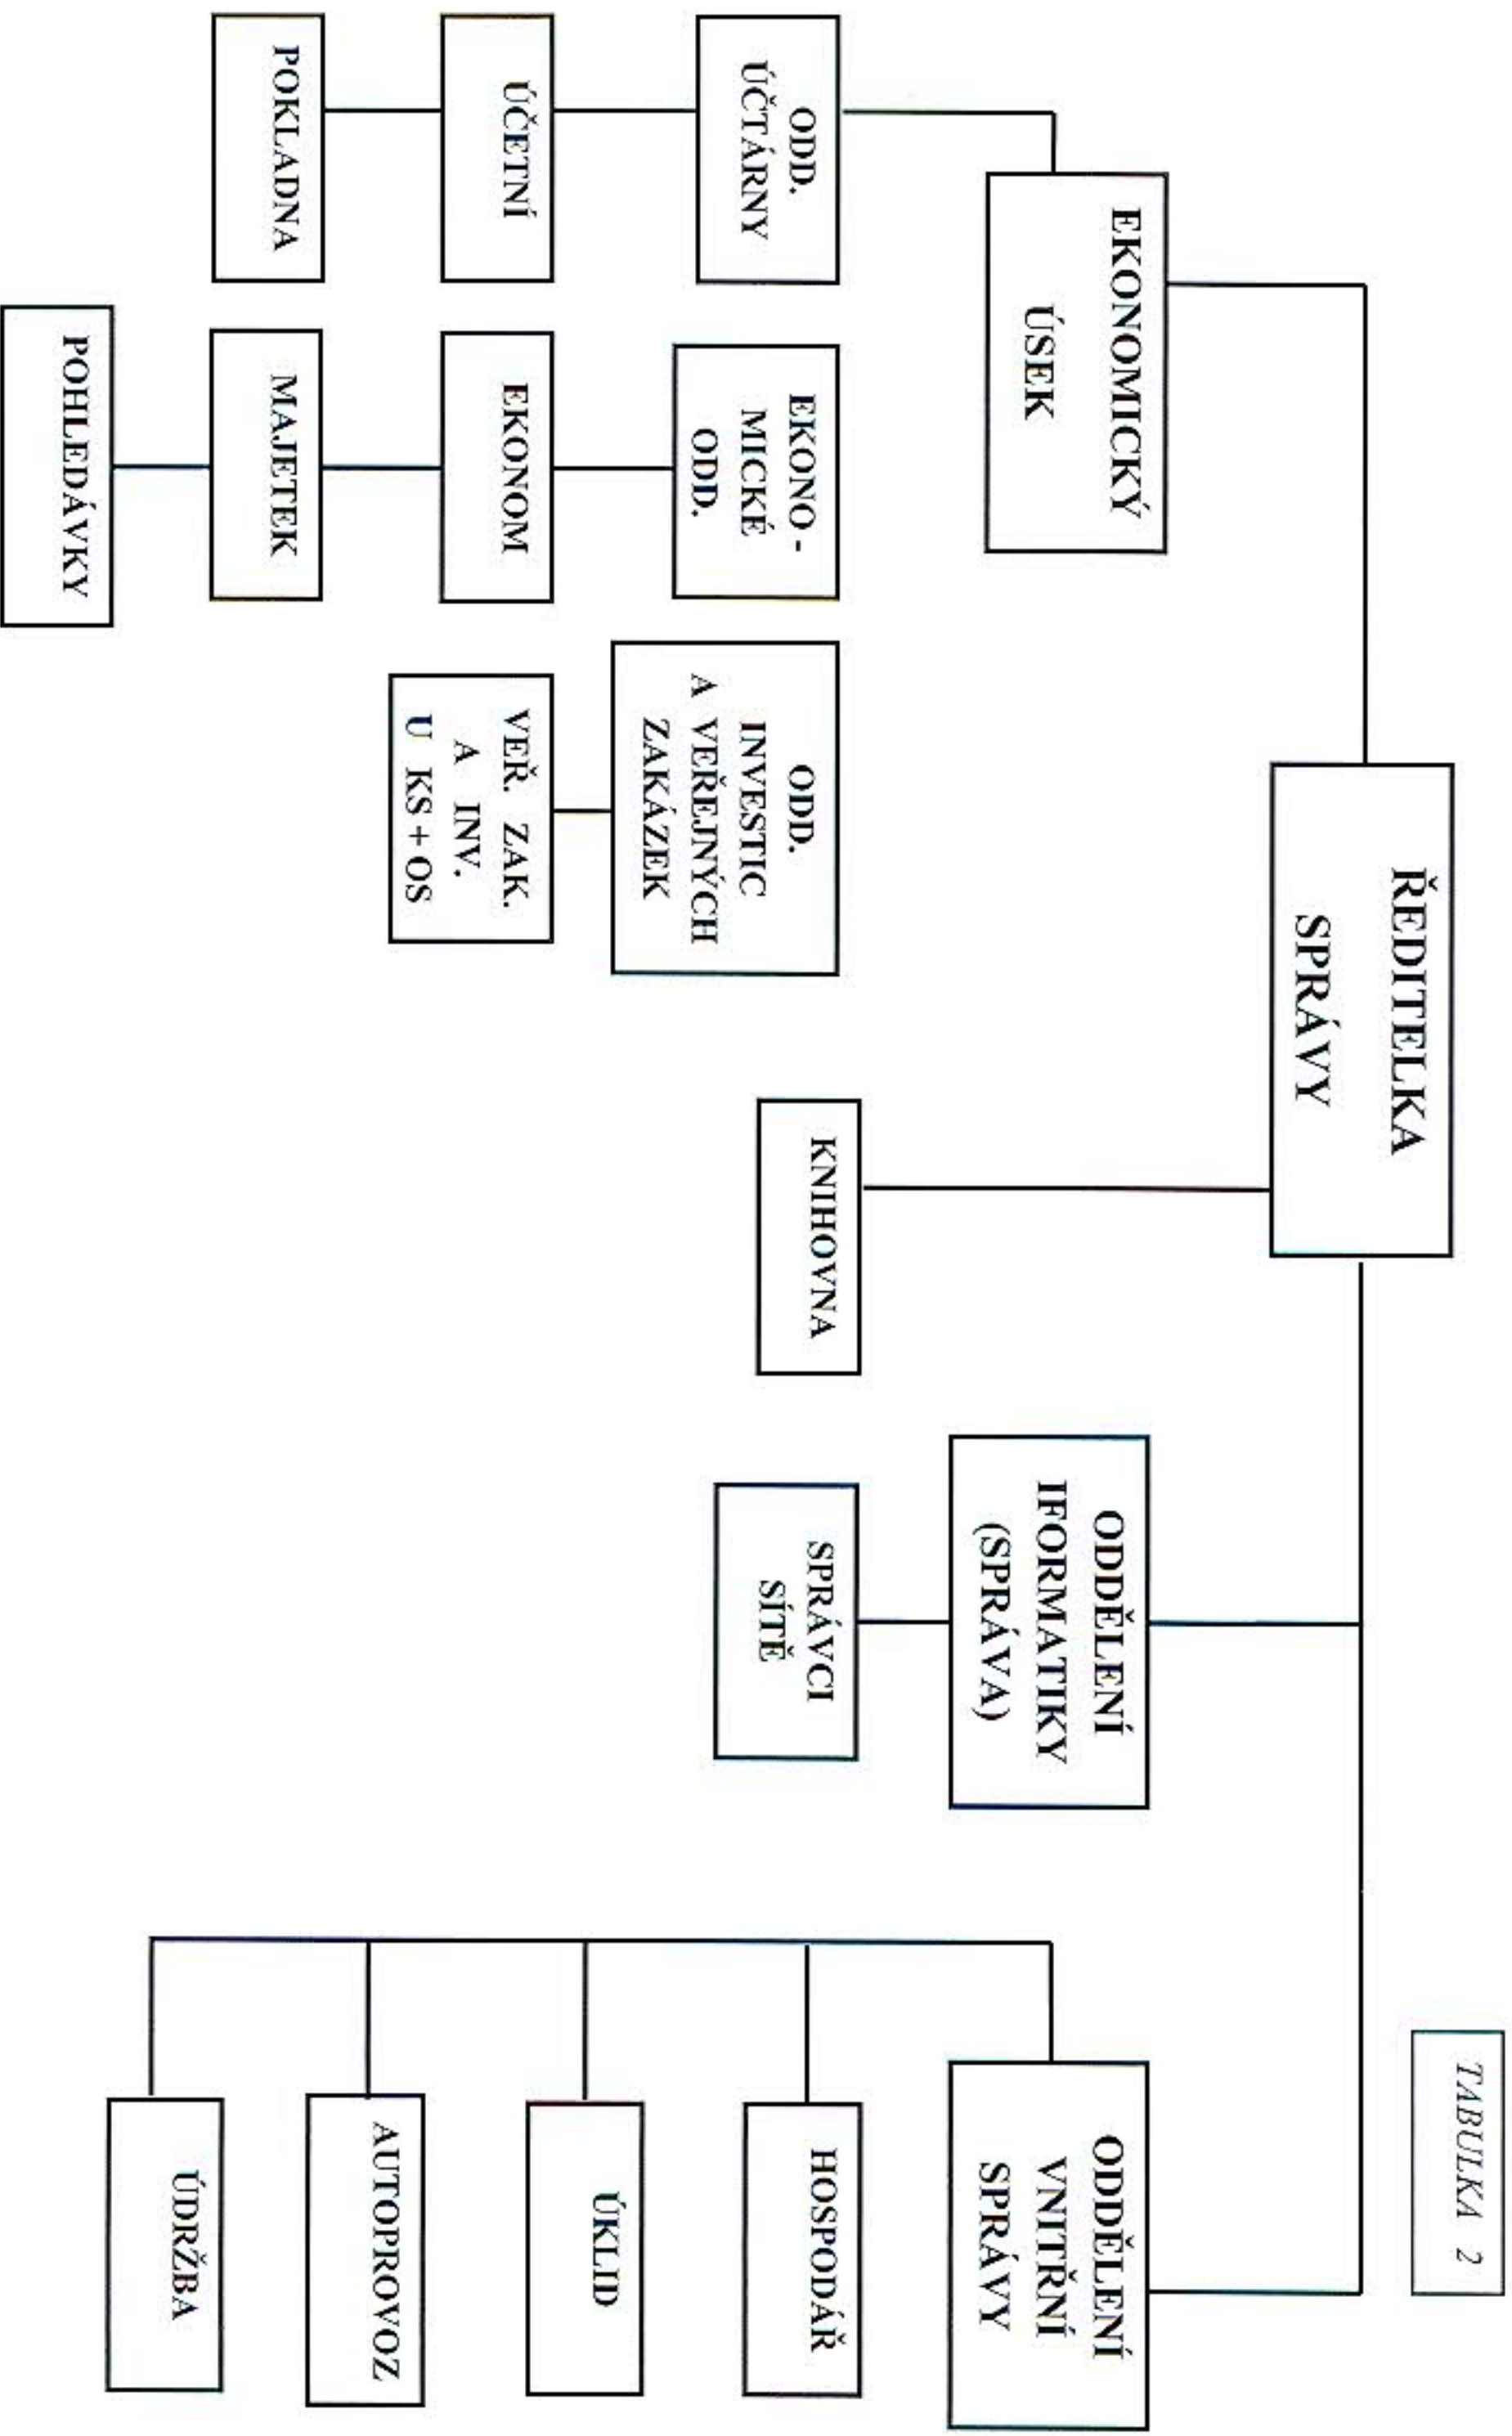 TABULKA 2
ŘEDITELKA
SPRÁVY
EKONOMICKÝ
ÚSEK
ODD.
ÚČTÁRNY
ÚČETNÍ
POKLADNA
EKONO -
MICKÉ
ODD.
EKONOM
MAJETEK
POHLEDÁVKY
ODD.
INVESTIC
A VEŘEJNÝCH
ZAKÁZEK
VEŘ. ZAK.
A INV.
U KS + OS
KNIHOVNA
ODDĚLENÍ
IFORMATIKY
(SPRÁVA)
SPRÁVCI
SÍTĚ
ODDĚLENÍ
VNITŘNÍ
SPRÁVY
HOSPODÁŘ
ÚKLID
AUTOPROVOZ
ÚDRŽBA